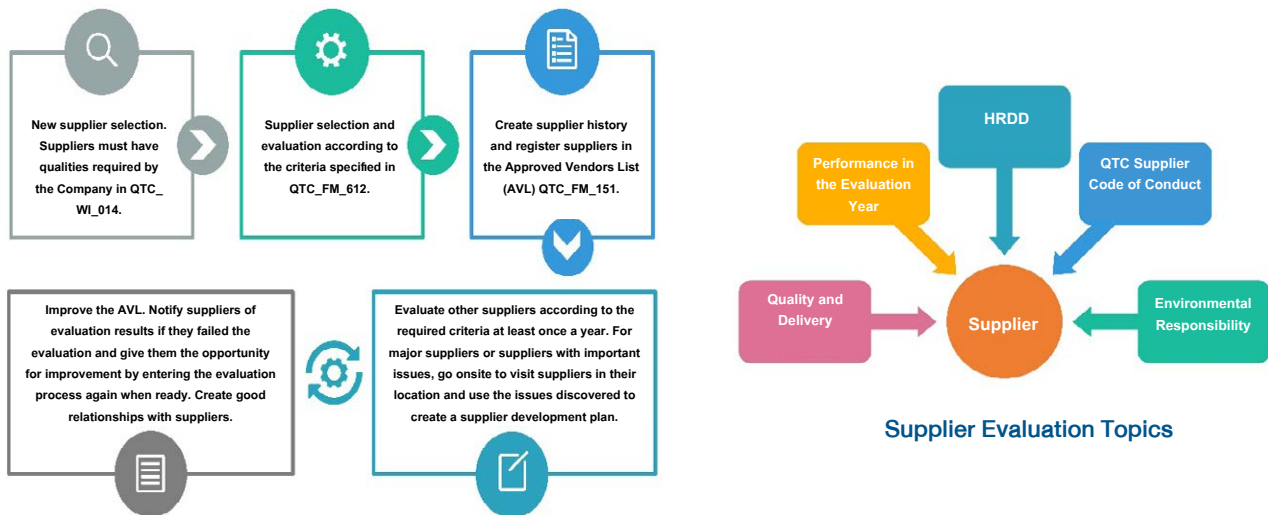 New supplier selection.
Suppliers must have
qualities required by
the Company in QTC_
WI_014.
Supplier selection and
evaluation according to
the criteria specified in
QTC_FM_612.
Create supplier history
and register suppliers in
the Approved Vendors List
(AVL) QTC_FM_151.
Improve the AVL. Notify suppliers of
evaluation results if they failed the
evaluation and give them the opportunity
for improvement by entering the evaluation
process again when ready. Create good
relationships with suppliers.
Evaluate other suppliers according to the
required criteria at least once a year. For
major suppliers or suppliers with important
issues, go onsite to visit suppliers in their
location and use the issues discovered to
create a supplier development plan.
HRDD
Performance in
the Evaluation
Year
QTC Supplier
Code of Conduct
Quality and
Delivery
Supplier
Environmental
Responsibility
Supplier Evaluation Topics